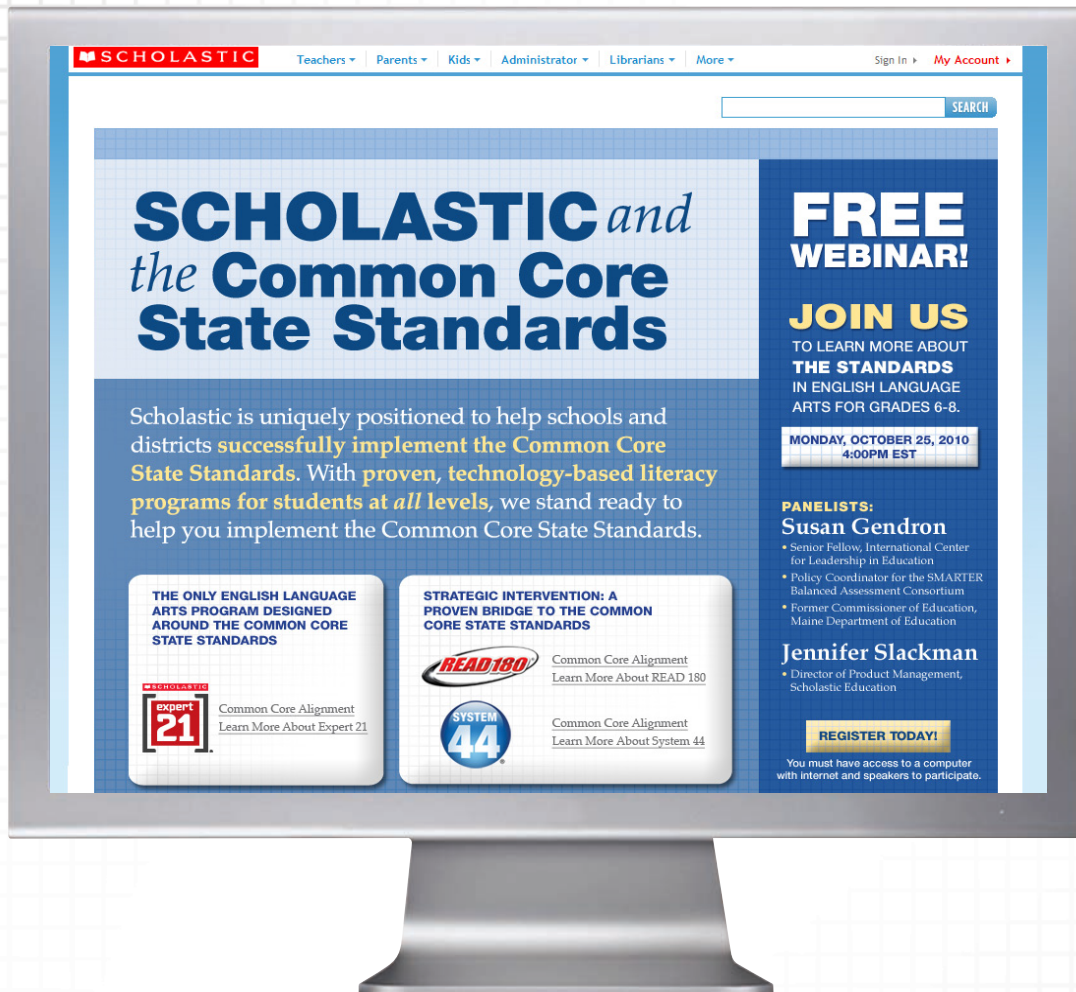 SCHOLASTIC
Teachers
Parents
Kids
Administrator
Librarians
More
Sign In
My Account
SEARCH
SCHOLASTIC and
the Common Core
State Standards
Scholastic is uniquely positioned to help schools and
districts successfully implement the Common Core
State Standards. With proven, technology-based literacy
programs for students at all levels, we stand ready to
help you implement the Common Core State Standards.
THE ONLY ENGLISH LANGUAGE
ARTS PROGRAM DESIGNED
AROUND THE COMMON CORE
STATE STANDARDS
SCHOLASTIC
expert
21
Common Core Alignment
Learn More About Expert 21
STRATEGIC INTERVENTION: A
PROVEN BRIDGE TO THE COMMON
CORE STATE STANDARDS
READ 180
Common Core Alignment
Learn More About READ 180
SYSTEM
44
Common Core Alignment
Learn More About System 44
FREE
WEBINAR!
JOIN US
TO LEARN MORE ABOUT
THE STANDARDS
IN ENGLISH LANGUAGE
ARTS FOR GRADES 6-8.
MONDAY, OCTOBER 25, 2010
4:00PM EST
PANELISTS:
Susan Gendron
• Senior Fellow, International Center
for Leadership in Education
• Policy Coordinator for the SMARTER
Balanced Assessment Consortium
• Former Commissioner of Education,
Maine Department of Education
Jennifer Slackman
• Director of Product Management,
Scholastic Education
REGISTER TODAY!
You must have access to a computer
with internet and speakers to participate.